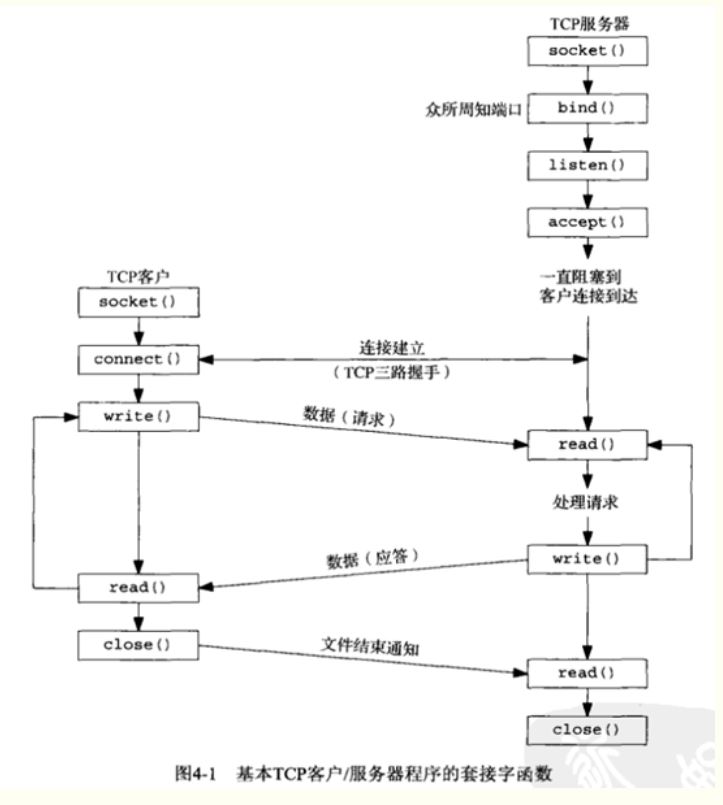 TCP服务器
socket()
众所周知端口
bind()
listen()
accept()
一直阻塞到
客户连接到达
TCP客户
socket()
connect()
连接建立
(TCP三路握手)
write()
数据(请求)
read()
处理请求
write()
数据(应答)
read()
close()
文件结束通知
read()
close()
图4-1 基本TCP客户/服务器程序的套接字函数